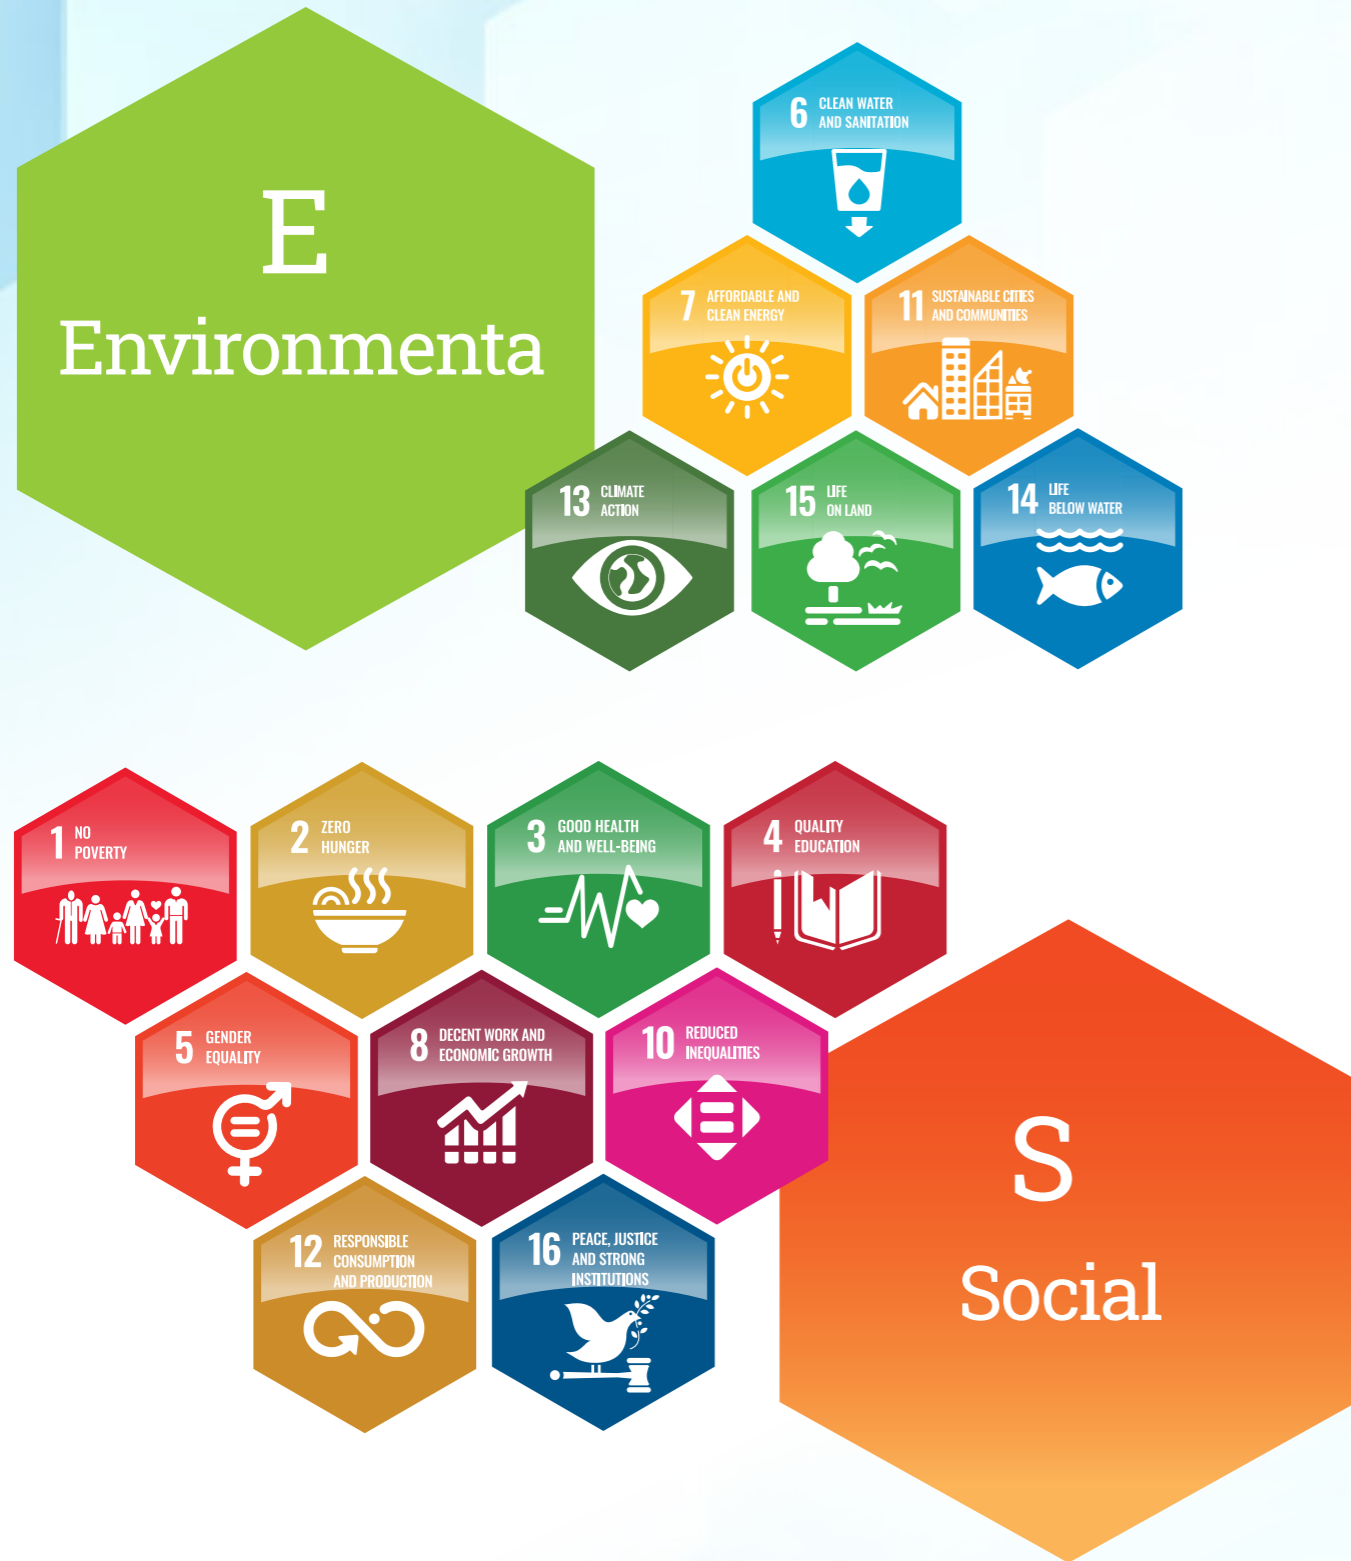 E
Environmenta
6 CLEAN WATER
AND SANITATION
7 AFFORDABLE AND
CLEAN ENERGY
11 SUSTAINABLE CITIES
AND COMMUNITIES
13 CLIMATE
ACTION
15 LIFE
ON LAND
14 LIFE
BELOW WATER
1 NO
POVERTY
2 ZERO
HUNGER
3 GOOD HEALTH
AND WELL-BEING
4 QUALITY
EDUCATION
5 GENDER
EQUALITY
8 DECENT WORK AND
ECONOMIC GROWTH
10 REDUCED
INEQUALITIES
12 RESPONSIBLE
CONSUMPTION
AND PRODUCTION
16 PEACE, JUSTICE
AND STRONG
INSTITUTIONS
S
Social